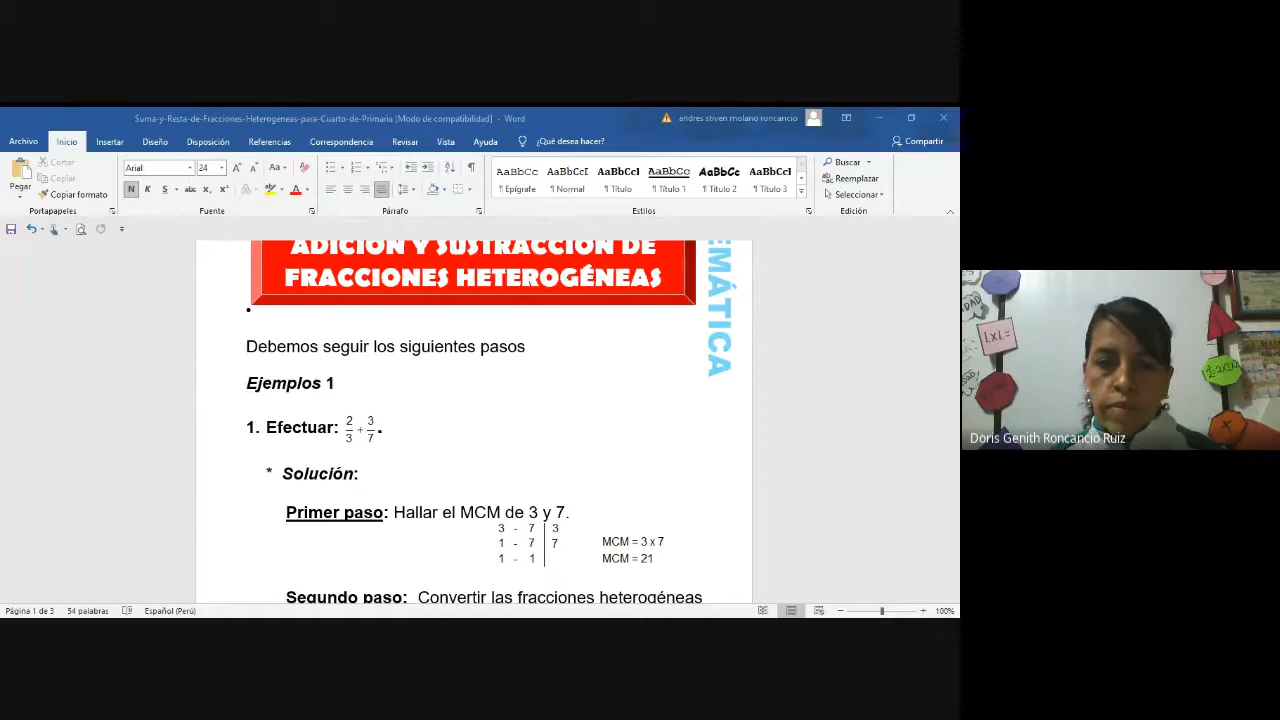 Suma-y-Resta-de-Fracciones-Heterogeneas-para-Cuarto-de-Primaria [Modo de compatibilidad] - Word
andres stiven molano roncancio
Archivo Inicio Insertar Diseño Disposición Referencias Correspondencia Revisar Vista Ayuda ¿Qué desea hacer? Compartir
Pegar
Cortar
Copiar
Copiar formato
Portapapeles
Arial 24
Fuente
Párrafo
AaBbCc AaBbCcI AaBbCcl AaBbCc AaBbCc AaBbCcI
¶ Epígrafe ¶ Normal ¶ Título ¶ Título 1 ¶ Título 2 ¶ Título 3
Estilos
Buscar
Reemplazar
Seleccionar
Edición
ADICIÓN Y SUSTRACCIÓN DE
FRACCIONES HETEROGÉNEAS
EMÁTICA
Debemos seguir los siguientes pasos
Ejemplos 1
1. Efectuar: 2/3 + 3/7.
* Solución:
Primer paso: Hallar el MCM de 3 y 7.
3 - 7 | 3
1 - 7 | 7 MCM = 3 x 7
1 - 1 | MCM = 21
Segundo paso: Convertir las fracciones heterogéneas
Página 1 de 3 54 palabras Español (Perú) 100%
DAD
LXL=
Doris Genith Roncancio Ruiz